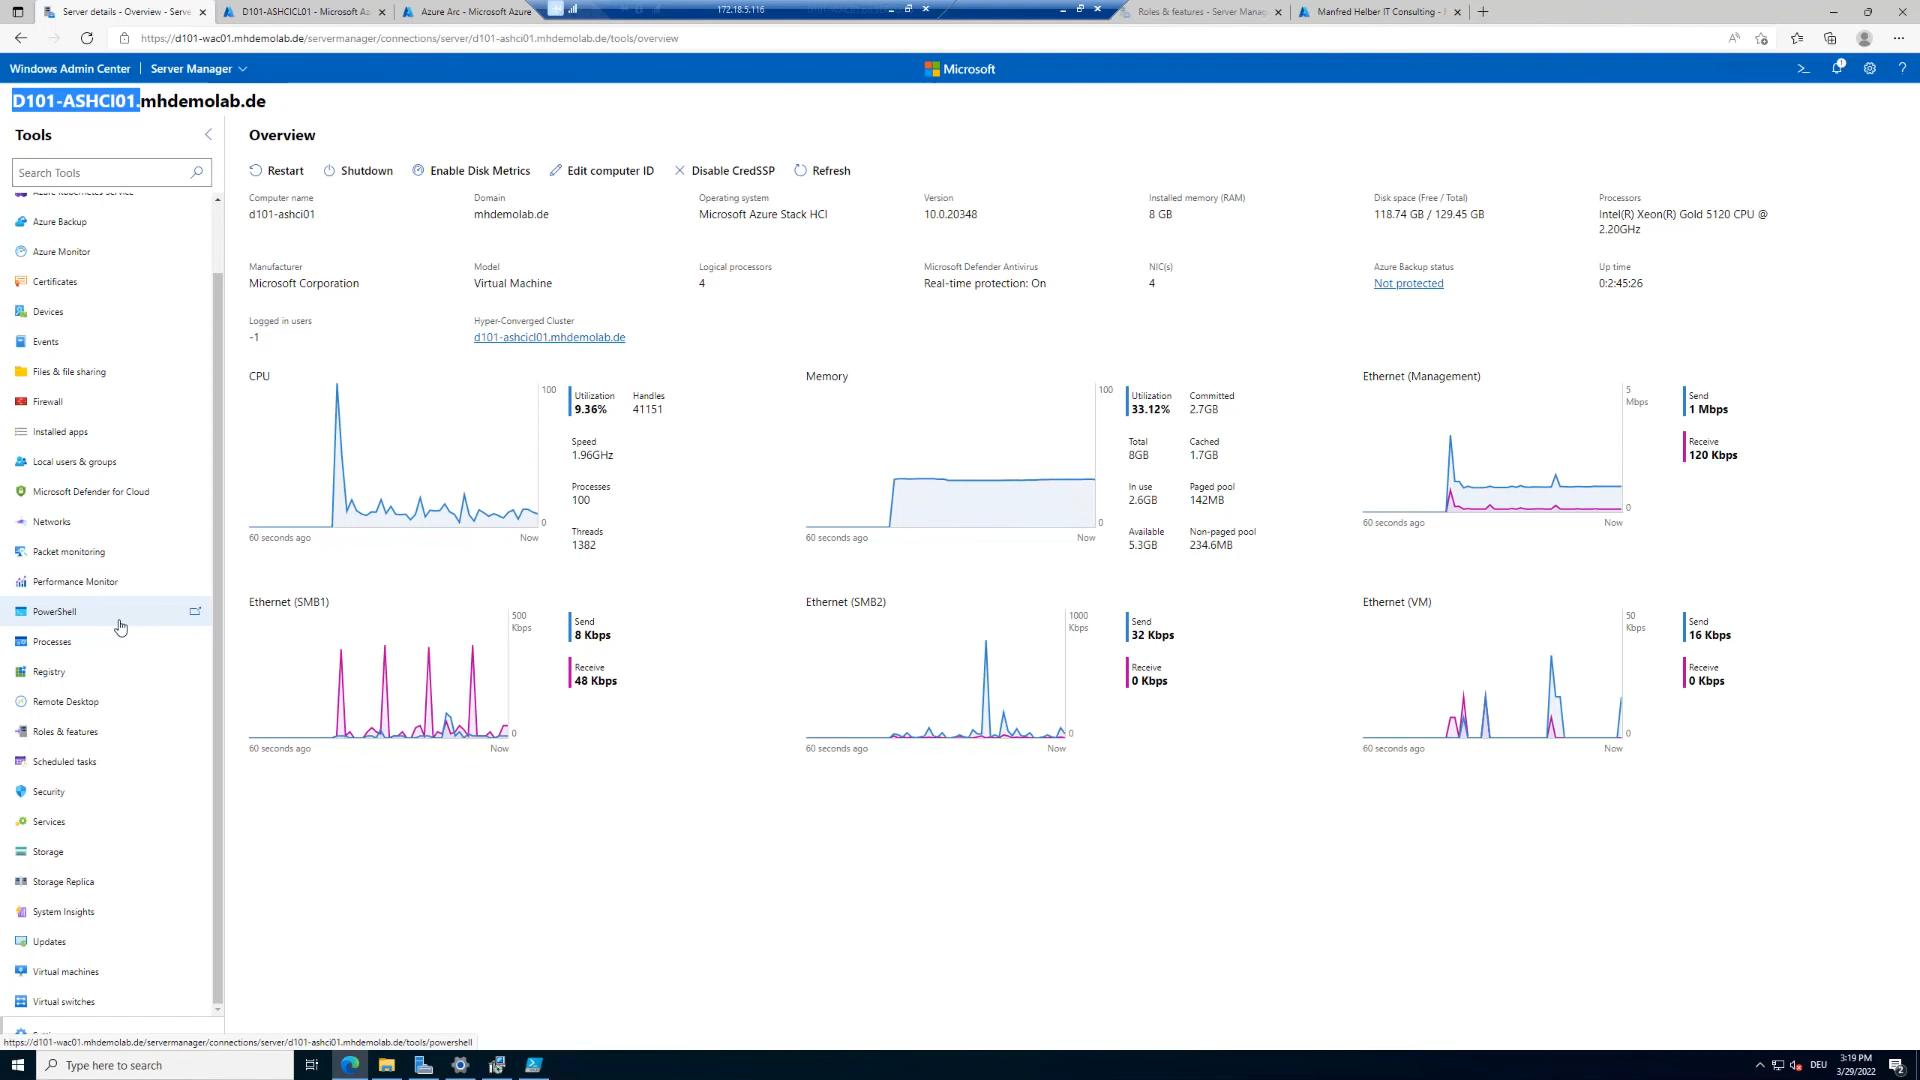 Server details - Overview - Serve
D101-ASHCICL01 - Microsoft Az
Azure Arc - Microsoft Azure
172.18.5.116
Roles & features - Server Manag
Manfred Helber IT Consulting -
https://d101-wac01.mhdemolab.de/servermanager/connections/server/d101-ashci01.mhdemolab.de/tools/overview
Windows Admin Center
Server Manager
Microsoft
1
D101-ASHCI01.mhdemolab.de
Tools
Overview
Search Tools
Restart
Shutdown
Enable Disk Metrics
Edit computer ID
Disable CredSSP
Refresh
Azure Kubernetes Service
Azure Backup
Azure Monitor
Certificates
Devices
Events
Files & file sharing
Firewall
Installed apps
Local users & groups
Microsoft Defender for Cloud
Networks
Packet monitoring
Performance Monitor
PowerShell
Processes
Registry
Remote Desktop
Roles & features
Scheduled tasks
Security
Services
Storage
Storage Replica
System Insights
Updates
Virtual machines
Virtual switches
Computer name
d101-ashci01
Domain
mhdemolab.de
Operating system
Microsoft Azure Stack HCI
Version
10.0.20348
Installed memory (RAM)
8 GB
Disk space (Free / Total)
118.74 GB / 129.45 GB
Processors
Intel(R) Xeon(R) Gold 5120 CPU @
2.20GHz
Manufacturer
Microsoft Corporation
Model
Virtual Machine
Logical processors
4
Microsoft Defender Antivirus
Real-time protection: On
NIC(s)
4
Azure Backup status
Not protected
Up time
0:2:45:26
Logged in users
-1
Hyper-Converged Cluster
d101-ashcicl01.mhdemolab.de
CPU
100
0
60 seconds ago
Now
Utilization
9.36%
Handles
41151
Speed
1.96GHz
Processes
100
Threads
1382
Memory
100
0
60 seconds ago
Now
Utilization
33.12%
Committed
2.7GB
Total
8GB
Cached
1.7GB
In use
2.6GB
Paged pool
142MB
Available
5.3GB
Non-paged pool
234.6MB
Ethernet (Management)
5
Mbps
0
60 seconds ago
Now
Send
1 Mbps
Receive
120 Kbps
Ethernet (SMB1)
500
Kbps
0
60 seconds ago
Now
Send
8 Kbps
Receive
48 Kbps
Ethernet (SMB2)
1000
Kbps
0
60 seconds ago
Now
Send
32 Kbps
Receive
0 Kbps
Ethernet (VM)
50
Kbps
0
60 seconds ago
Now
Send
16 Kbps
Receive
0 Kbps
https://d101-wac01.mhdemolab.de/servermanager/connections/server/d101-ashci01.mhdemolab.de/tools/powershell
Type here to search
DEU
3:19 PM
3/29/2022
2